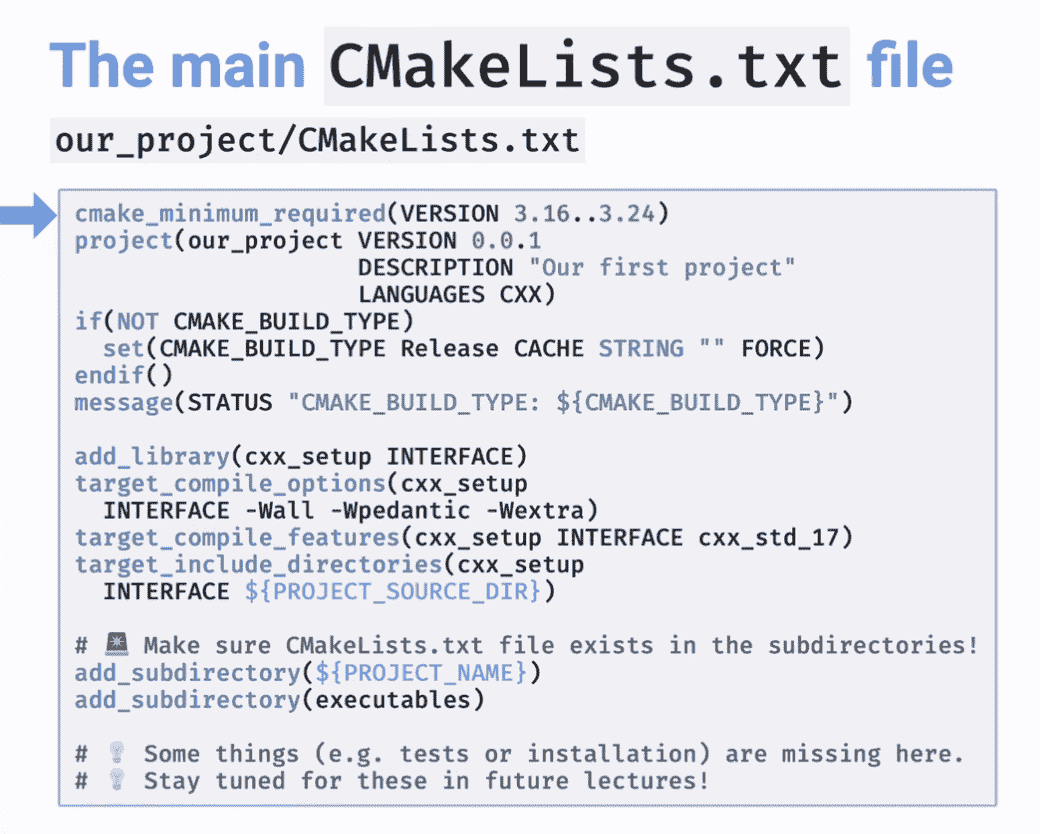 The main CMakeLists.txt file
our_project/CMakeLists.txt
cmake_minimum_required(VERSION 3.16..3.24)
project(our_project VERSION 0.0.1
                    DESCRIPTION "Our first project"
                    LANGUAGES CXX)
if(NOT CMAKE_BUILD_TYPE)
  set(CMAKE_BUILD_TYPE Release CACHE STRING "" FORCE)
endif()
message(STATUS "CMAKE_BUILD_TYPE: ${CMAKE_BUILD_TYPE}")

add_library(cxx_setup INTERFACE)
target_compile_options(cxx_setup
  INTERFACE -Wall -Wpedantic -Wextra)
target_compile_features(cxx_setup INTERFACE cxx_std_17)
target_include_directories(cxx_setup
  INTERFACE ${PROJECT_SOURCE_DIR})

# 🚨 Make sure CMakeLists.txt file exists in the subdirectories!
add_subdirectory(${PROJECT_NAME})
add_subdirectory(executables)

# 💡 Some things (e.g. tests or installation) are missing here.
# 💡 Stay tuned for these in future lectures!